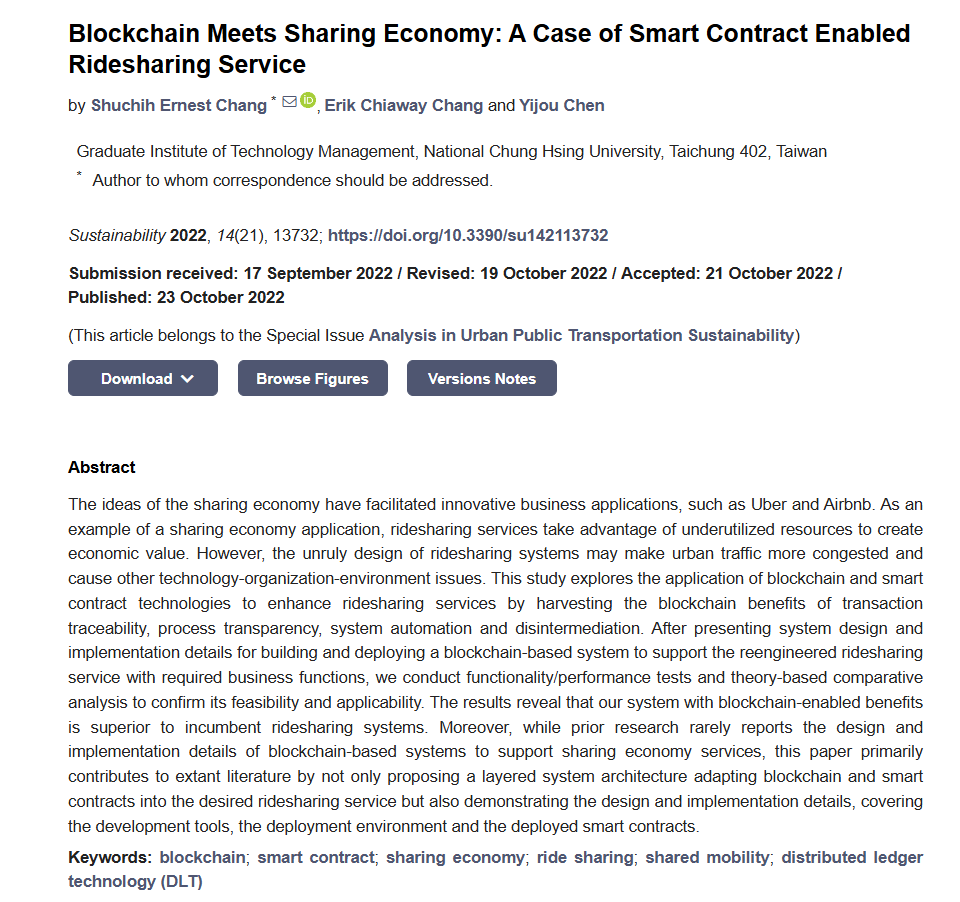 Blockchain Meets Sharing Economy: A Case of Smart Contract Enabled
Ridesharing Service
by Shuchih Ernest Chang * iD, Erik Chiaway Chang and Yijou Chen
Graduate Institute of Technology Management, National Chung Hsing University, Taichung 402, Taiwan
* Author to whom correspondence should be addressed.
Sustainability 2022, 14(21), 13732; https://doi.org/10.3390/su142113732
Submission received: 17 September 2022 / Revised: 19 October 2022 / Accepted: 21 October 2022 /
Published: 23 October 2022
(This article belongs to the Special Issue Analysis in Urban Public Transportation Sustainability)
Download Browse Figures Versions Notes
Abstract
The ideas of the sharing economy have facilitated innovative business applications, such as Uber and Airbnb. As an
example of a sharing economy application, ridesharing services take advantage of underutilized resources to create
economic value. However, the unruly design of ridesharing systems may make urban traffic more congested and
cause other technology-organization-environment issues. This study explores the application of blockchain and smart
contract technologies to enhance ridesharing services by harvesting the blockchain benefits of transaction
traceability, process transparency, system automation and disintermediation. After presenting system design and
implementation details for building and deploying a blockchain-based system to support the reengineered ridesharing
service with required business functions, we conduct functionality/performance tests and theory-based comparative
analysis to confirm its feasibility and applicability. The results reveal that our system with blockchain-enabled benefits
is superior to incumbent ridesharing systems. Moreover, while prior research rarely reports the design and
implementation details of blockchain-based systems to support sharing economy services, this paper primarily
contributes to extant literature by not only proposing a layered system architecture adapting blockchain and smart
contracts into the desired ridesharing service but also demonstrating the design and implementation details, covering
the development tools, the deployment environment and the deployed smart contracts.
Keywords: blockchain; smart contract; sharing economy; ride sharing; shared mobility; distributed ledger
technology (DLT)